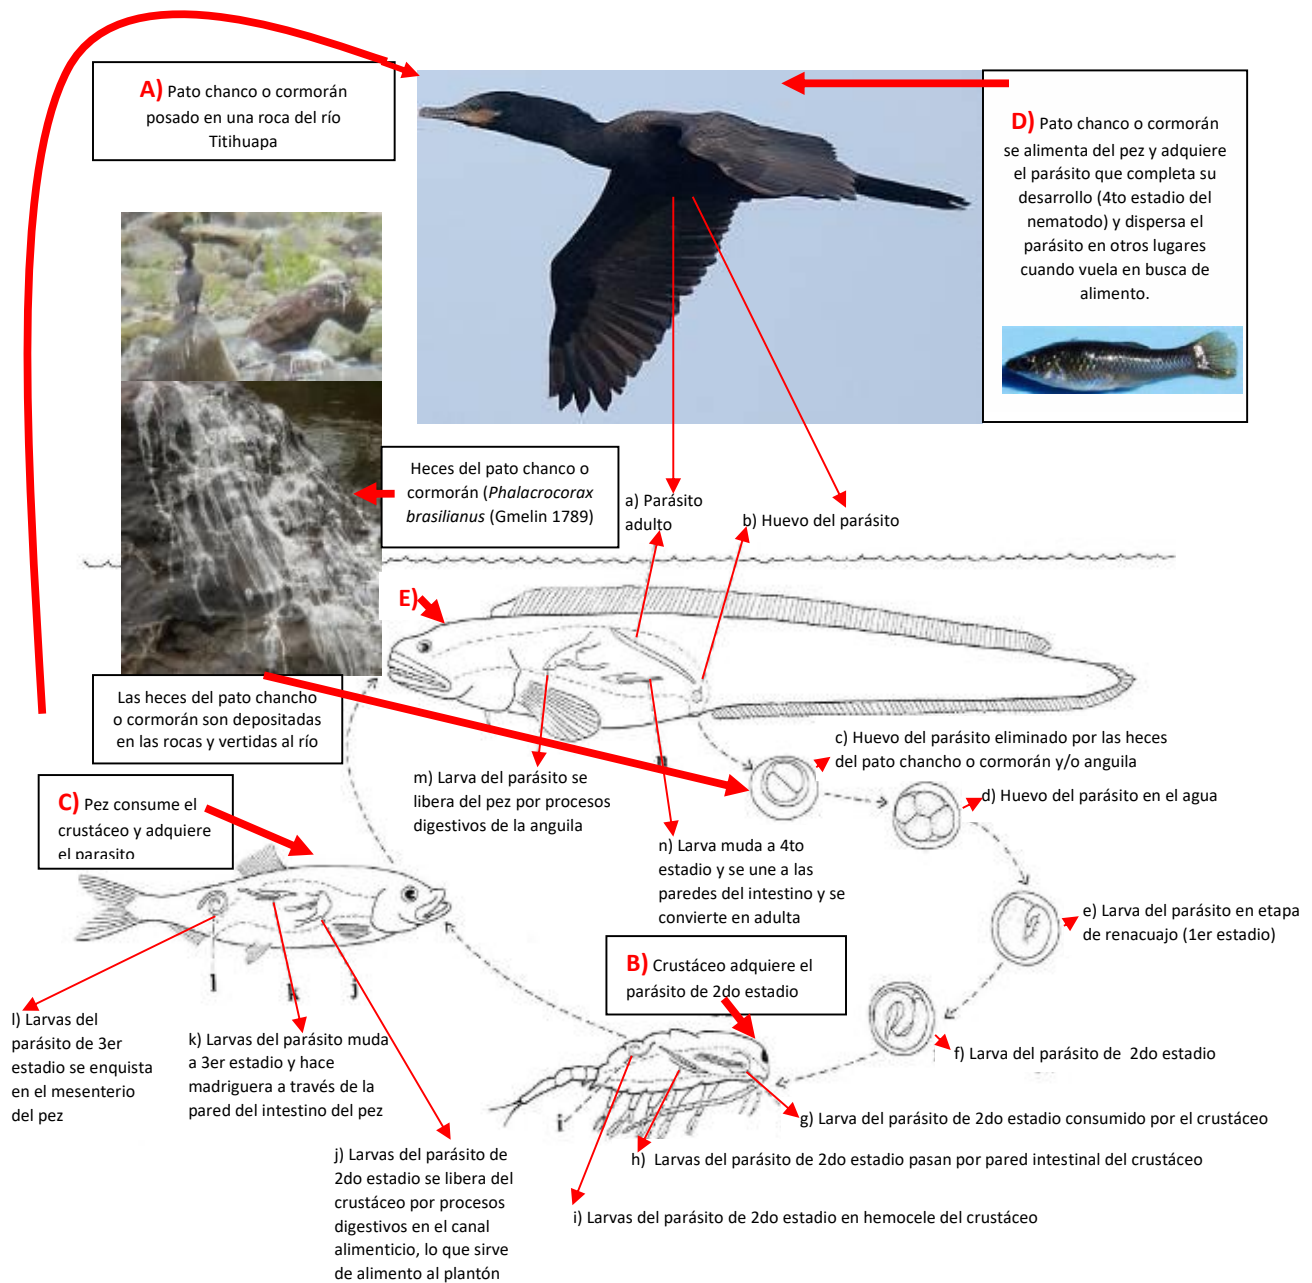 A) Pato chanco o cormorán
posado en una roca del río
Titihuapa
D) Pato chanco o cormorán
se alimenta del pez y adquiere
el parásito que completa su
desarrollo (4to estadio del
nematodo) y dispersa el
parásito en otros lugares
cuando vuela en busca de
alimento.
Heces del pato chanco o
cormorán (Phalacrocorax
brasilianus (Gmelin 1789)
a) Parásito
adulto
b) Huevo del parásito
E)
Las heces del pato chancho
o cormorán son depositadas
en las rocas y vertidas al río
c) Huevo del parásito eliminado por las heces
del pato chancho o cormorán y/o anguila
n
m) Larva del parásito se
libera del pez por procesos
digestivos de la anguila
d) Huevo del parásito en el agua
C) Pez consume el
crustáceo y adquiere
el parasito
n) Larva muda a 4to
estadio y se une a las
paredes del intestino y se
convierte en adulta
e) Larva del parásito en etapa
de renacuajo (1er estadio)
B) Crustáceo adquiere el
parásito de 2do estadio
l
k
j
l) Larvas del
parásito de 3er
estadio se enquista
en el mesenterio
del pez
k) Larvas del parásito muda
a 3er estadio y hace
madriguera a través de la
pared del intestino del pez
f) Larva del parásito de 2do estadio
i
g) Larva del parásito de 2do estadio consumido por el crustáceo
h) Larvas del parásito de 2do estadio pasan por pared intestinal del crustáceo
j) Larvas del parásito de
2do estadio se libera del
crustáceo por procesos
digestivos en el canal
alimenticio, lo que sirve
de alimento al plantón
i) Larvas del parásito de 2do estadio en hemocele del crustáceo